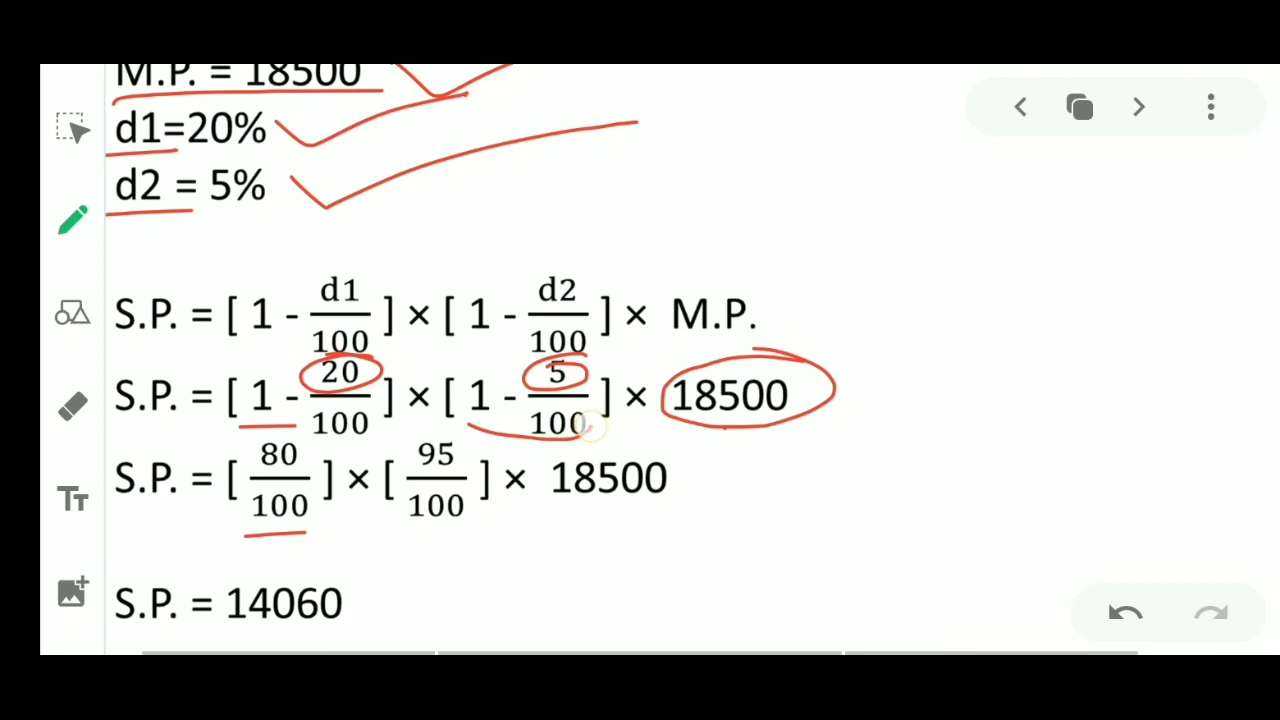 M.P. = 18500
d1=20%
d2 = 5%
S.P. = [ 1 - d1/100 ] × [ 1 - d2/100 ] × M.P.
S.P. = [ 1 - 20/100 ] × [ 1 - 5/100 ] × 18500
S.P. = [ 80/100 ] × [ 95/100 ] × 18500
S.P. = 14060
TT